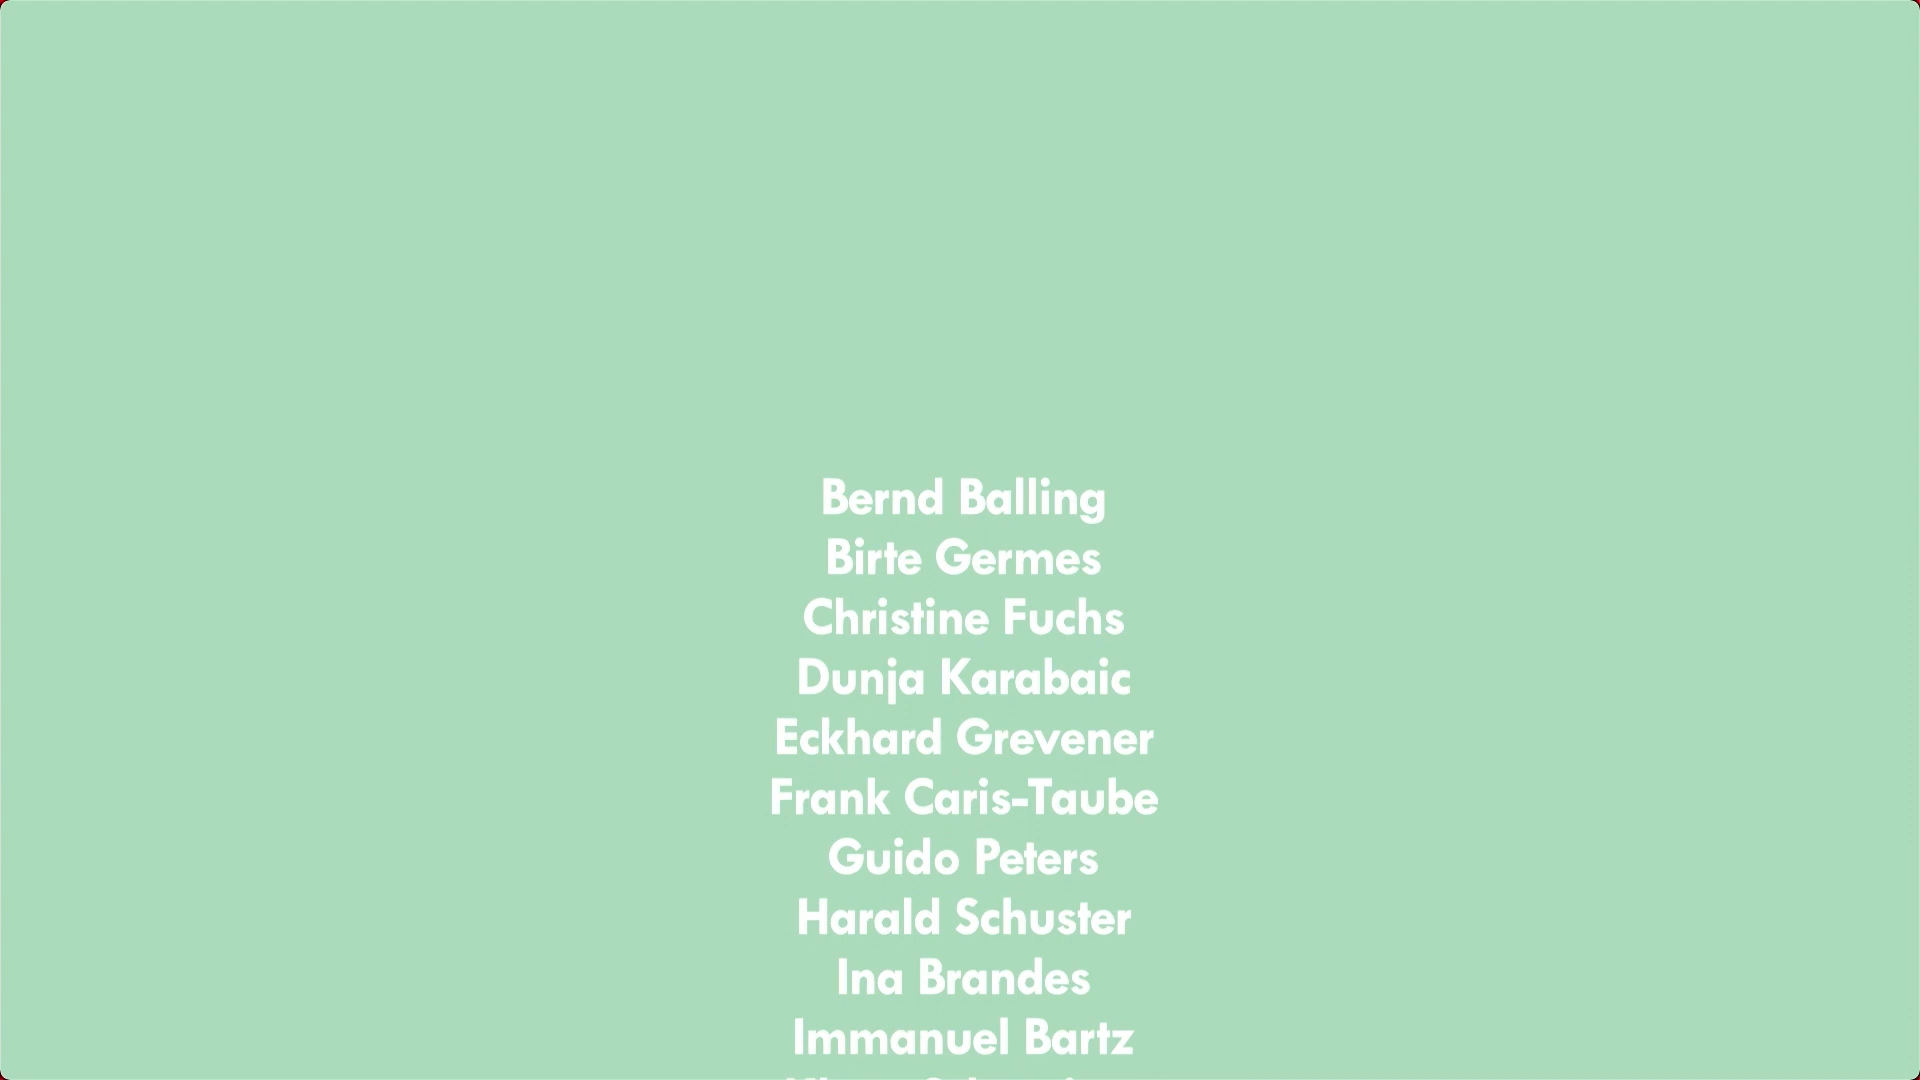 Bernd Balling
Birte Germes
Christine Fuchs
Dunja Karabaic
Eckhard Grevener
Frank Caris-Taube
Guido Peters
Harald Schuster
Ina Brandes
Immanuel Bartz